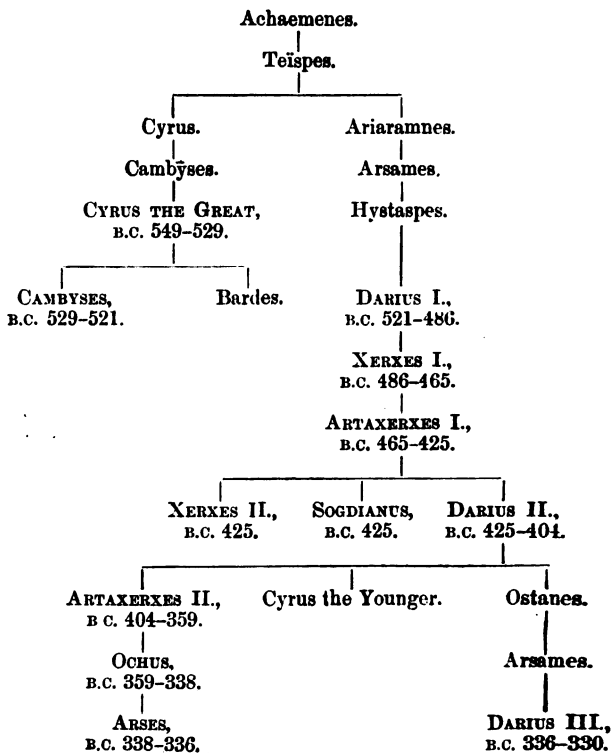 Achaemenes.
Teïspes.
Cyrus. Ariaramnes.
Cambȳses. Arsames.
CYRUS THE GREAT, Hystaspes.
B.C. 549–529.
CAMBYSES, Bardes. DARIUS I.,
B.C. 529–521. B.C. 521–486.
XERXES I.,
B.C. 486–465.
ARTAXERXES I.,
B.C. 465–425.
XERXES II., SOGDIANUS, DARIUS II.,
B.C. 425. B.C. 425. B.C. 425–404.
ARTAXERXES II., Cyrus the Younger. Ostanes.
B C. 404–359.
OCHUS, Arsames.
B.C. 359–338.
ARSES, DARIUS III.,
B.C. 338–336. B.C. 336–330.